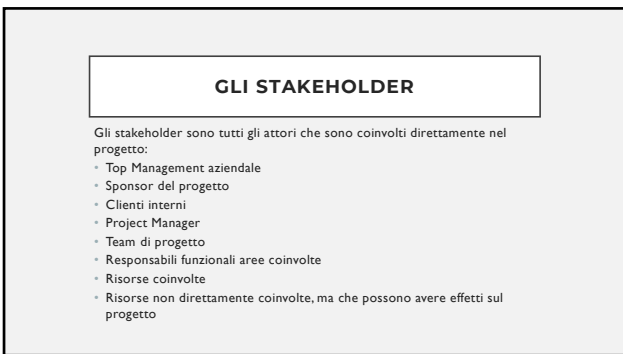 GLI STAKEHOLDER
Gli stakeholder sono tutti gli attori che sono coinvolti direttamente nel
progetto:
• Top Management aziendale
• Sponsor del progetto
• Clienti interni
• Project Manager
• Team di progetto
• Responsabili funzionali aree coinvolte
• Risorse coinvolte
• Risorse non direttamente coinvolte, ma che possono avere effetti sul
progetto